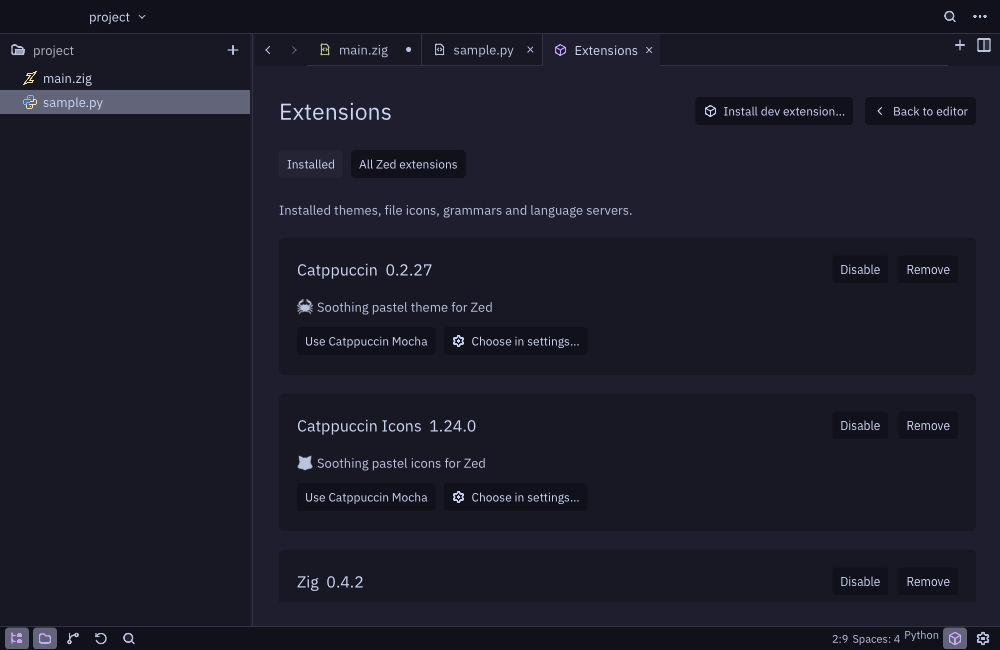 project
project
main.zig
sample.py
main.zig
sample.py
Extensions
Extensions
Install dev extension...
Back to editor
Installed
All Zed extensions
Installed themes, file icons, grammars and language servers.
Catppuccin 0.2.27
Disable
Remove
🦀 Soothing pastel theme for Zed
Use Catppuccin Mocha
Choose in settings...
Catppuccin Icons 1.24.0
Disable
Remove
Soothing pastel icons for Zed
Use Catppuccin Mocha
Choose in settings...
Zig 0.4.2
Disable
Remove
2:9 Spaces: 4 Python